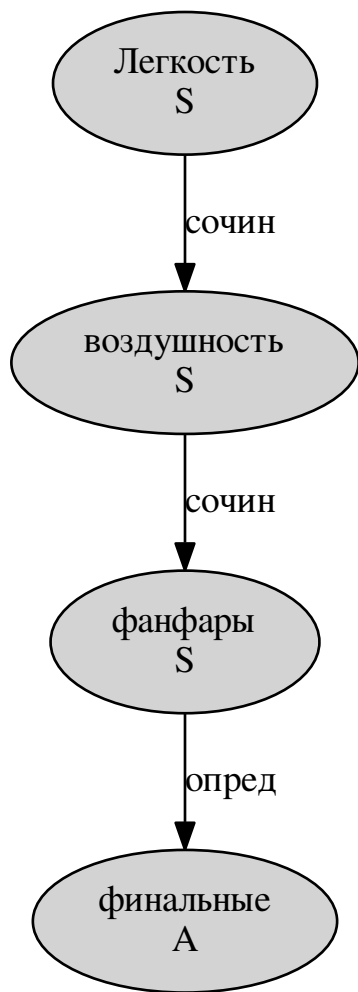 Легкость
S
сочин
воздушность
S
сочин
фанфары
S
опред
финальные
A